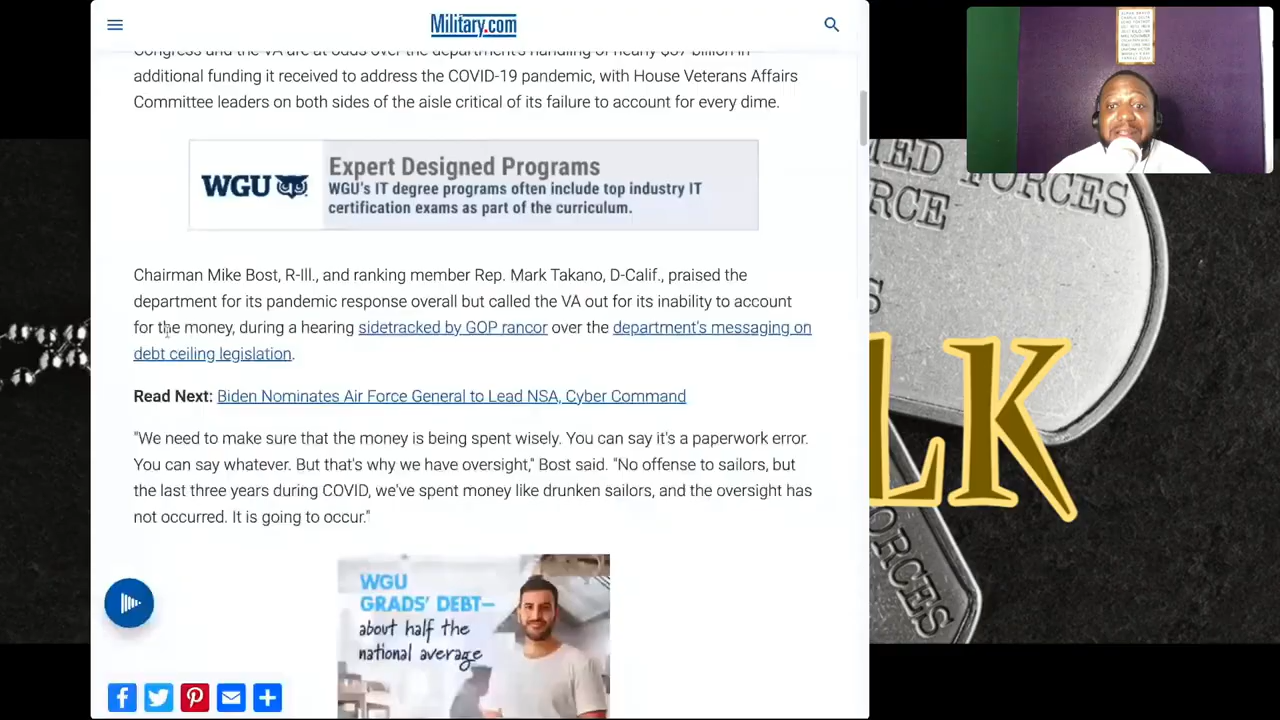 Military.com
Congress and the VA are at odds over the department's handling of nearly $37 billion in
additional funding it received to address the COVID-19 pandemic, with House Veterans Affairs
Committee leaders on both sides of the aisle critical of its failure to account for every dime.
WGU
Expert Designed Programs
WGU's IT degree programs often include top industry IT
certification exams as part of the curriculum.
Chairman Mike Bost, R-Ill., and ranking member Rep. Mark Takano, D-Calif., praised the
department for its pandemic response overall but called the VA out for its inability to account
for the money, during a hearing sidetracked by GOP rancor over the department's messaging on
debt ceiling legislation.
Read Next: Biden Nominates Air Force General to Lead NSA, Cyber Command
"We need to make sure that the money is being spent wisely. You can say it's a paperwork error.
You can say whatever. But that's why we have oversight," Bost said. "No offense to sailors, but
the last three years during COVID, we've spent money like drunken sailors, and the oversight has
not occurred. It is going to occur."
WGU
GRADS' DEBT—
about half the
national average
MED FORCES
RCE
LK
FORCES